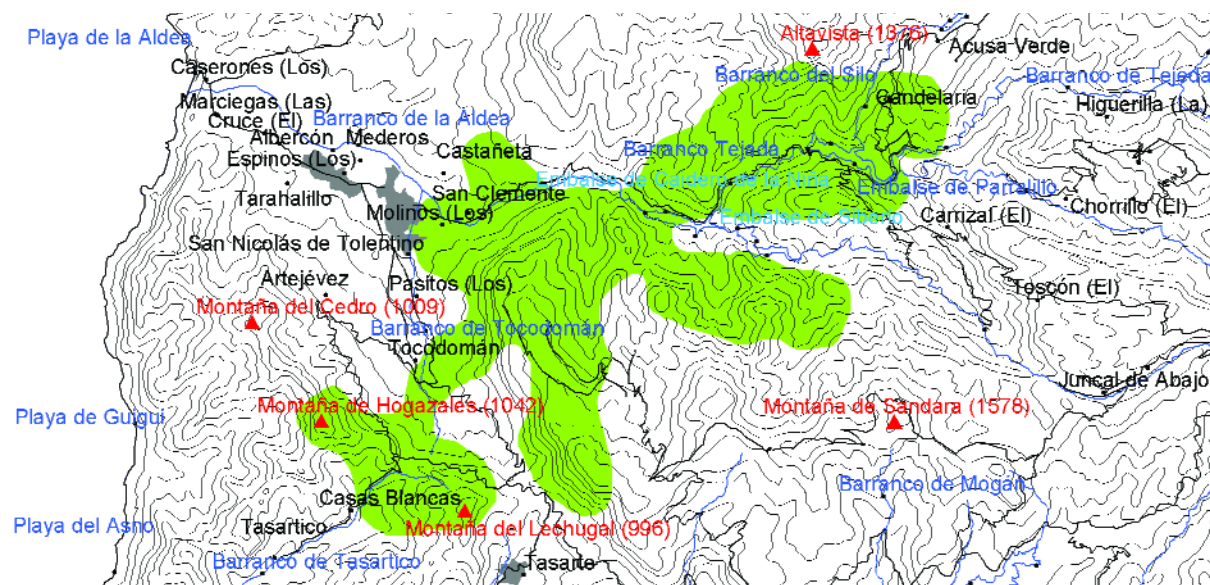 Altavista (1376)
Playa de la Aldea
Acusa Verde
Caserones (Los)
Barranco del Silo
Barranco de Tejeda
Marciegas (Las)
Candelaria
Higuerilla (La)
Cruce (El)
Barranco de la Aldea
Albercón
Mederos
Castañeta
Barranco Tejada
Espinos (Los)
Embalse de Caidero de la Niña
Embalse de Parralillo
Tarahalillo
San Clemente
Chorrillo (El)
Molinos (Los)
Embalse de Siberio
Carrizal (El)
San Nicolás de Tolentino
Artejévez
Pasitos (Los)
Toscón (El)
Montaña del Cedro (1009)
Barranco de Tocodomán
Tocodomán
Juncal de Abajo
Montaña de Hogazales (1042)
Montaña de Sandara (1578)
Playa de Guigui
Barranco de Mogán
Casas Blancas
Playa del Asno
Tasartico
Montaña del Lechugal (996)
Barranco de Tasartico
Tasarte